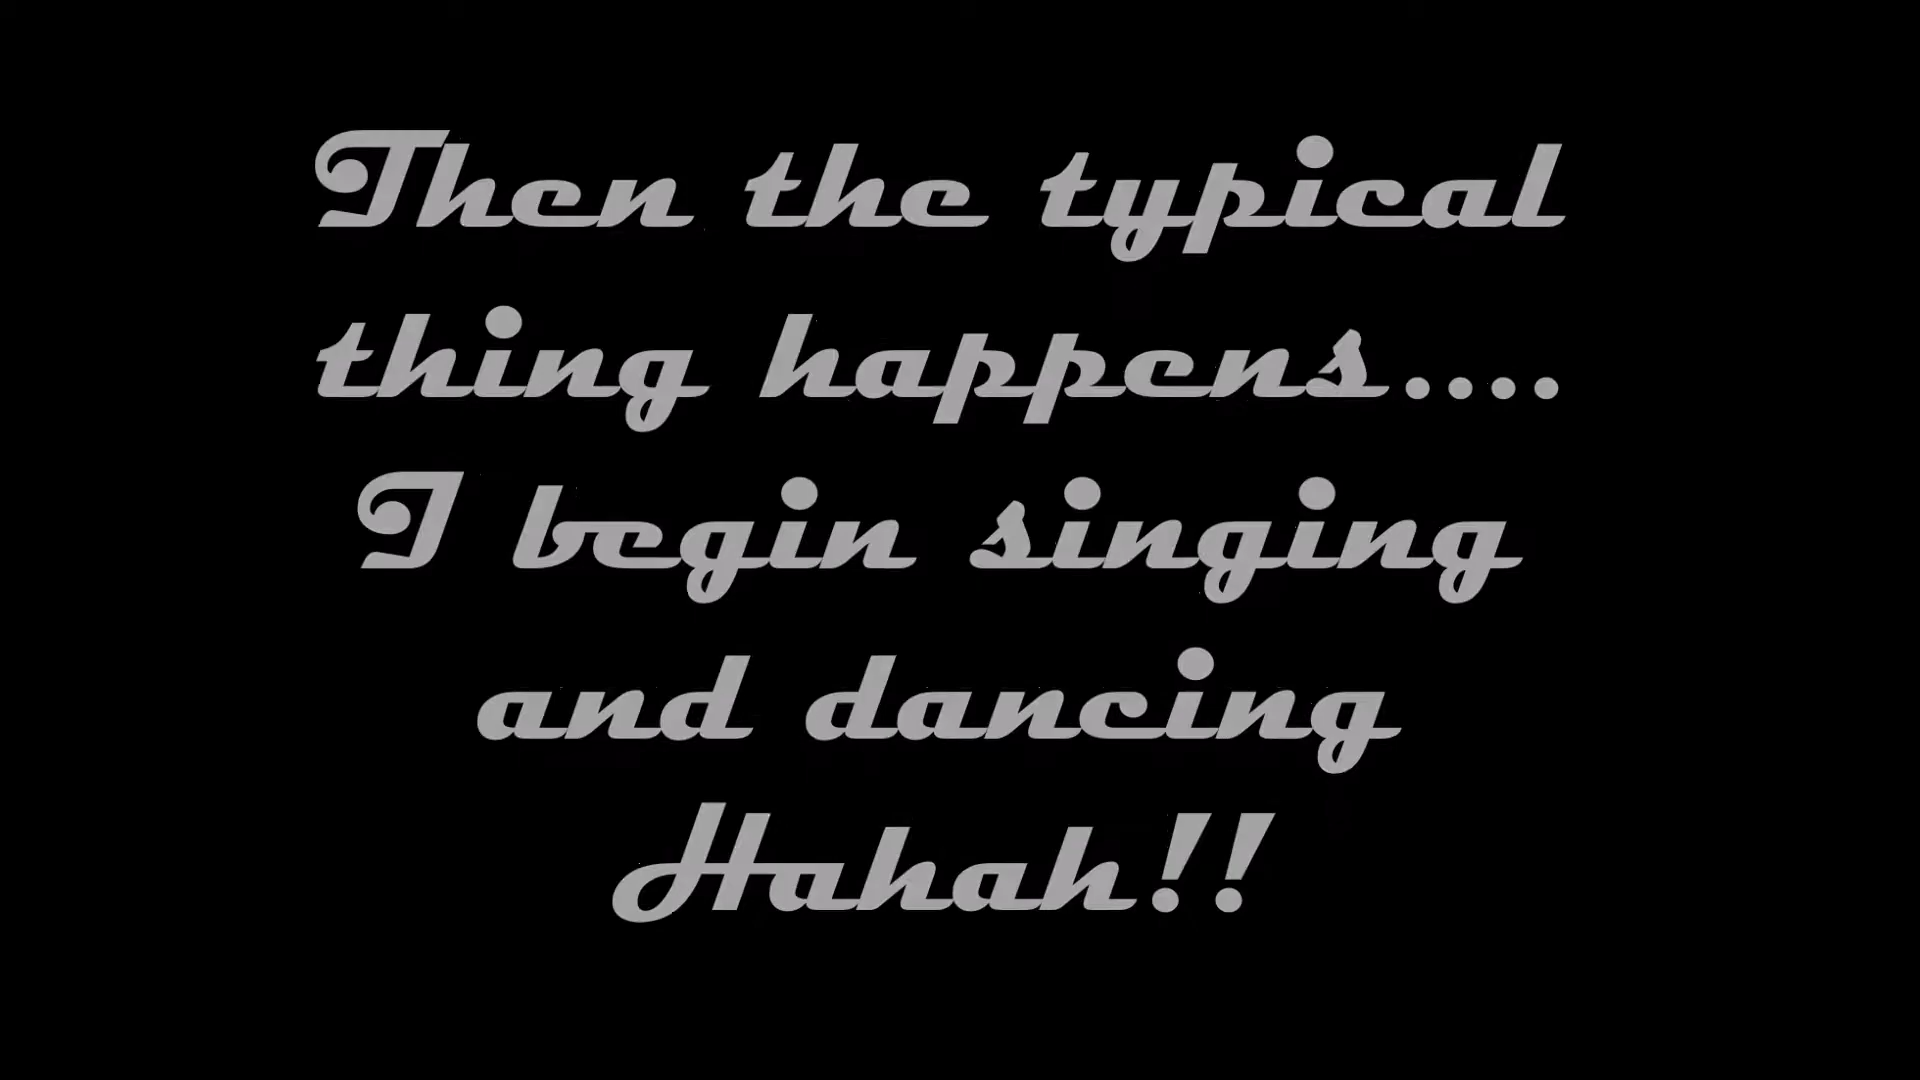 Then the typical
thing happens....
I begin singing
and dancing
Hahah!!